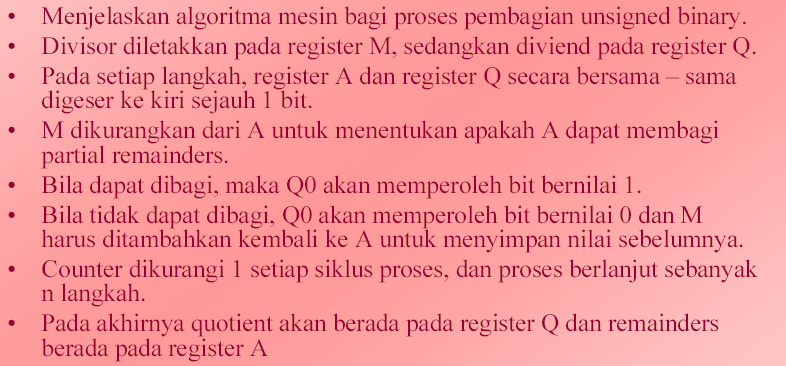 • Menjelaskan algoritma mesin bagi proses pembagian unsigned binary.
• Divisor diletakkan pada register M, sedangkan diviend pada register Q.
• Pada setiap langkah, register A dan register Q secara bersama – sama
digeser ke kiri sejauh 1 bit.
• M dikurangkan dari A untuk menentukan apakah A dapat membagi
partial remainders.
• Bila dapat dibagi, maka Q0 akan memperoleh bit bernilai 1.
• Bila tidak dapat dibagi, Q0 akan memperoleh bit bernilai 0 dan M
harus ditambahkan kembali ke A untuk menyimpan nilai sebelumnya.
• Counter dikurangi 1 setiap siklus proses, dan proses berlanjut sebanyak
n langkah.
• Pada akhirnya quotient akan berada pada register Q dan remainders
berada pada register A